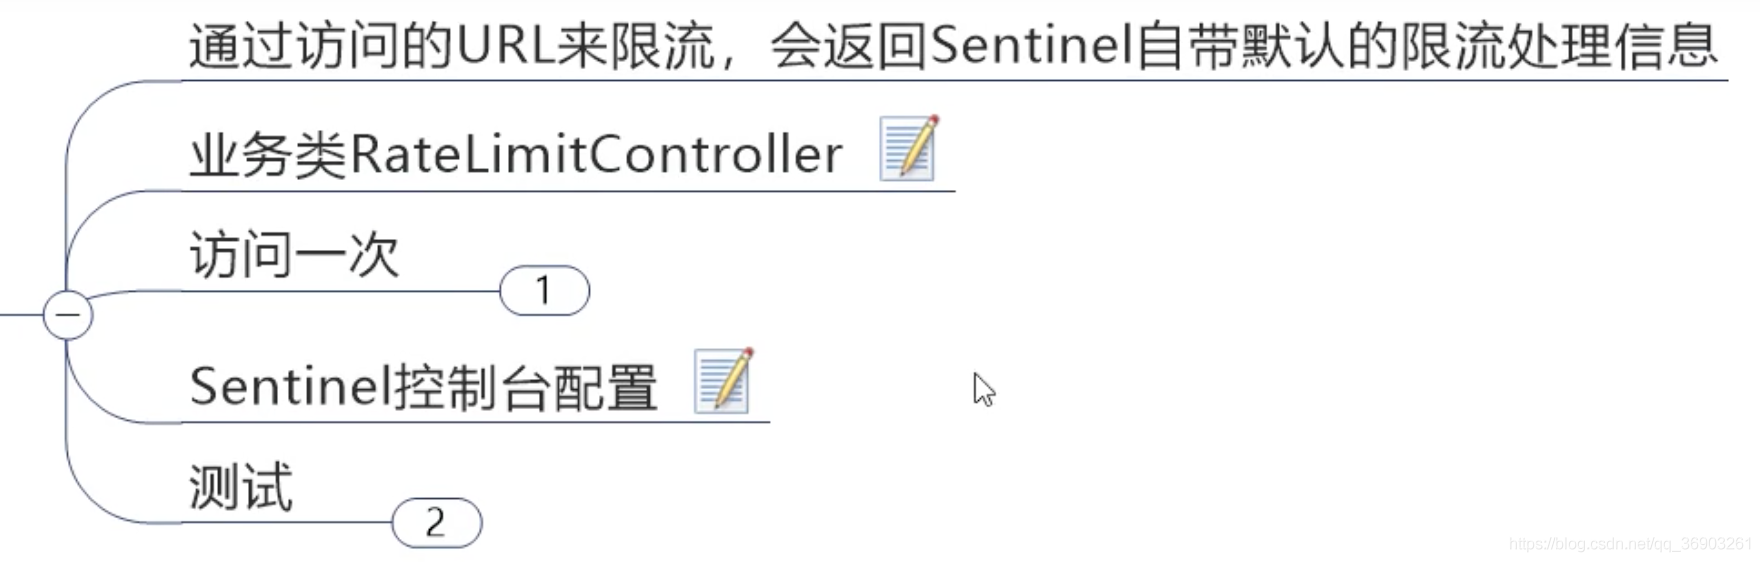 通过访问的URL来限流，会返回Sentinel自带默认的限流处理信息
业务类RateLimitController
访问一次
1
Sentinel控制台配置
测试
2
https://blog.csdn.net/qq_36903261